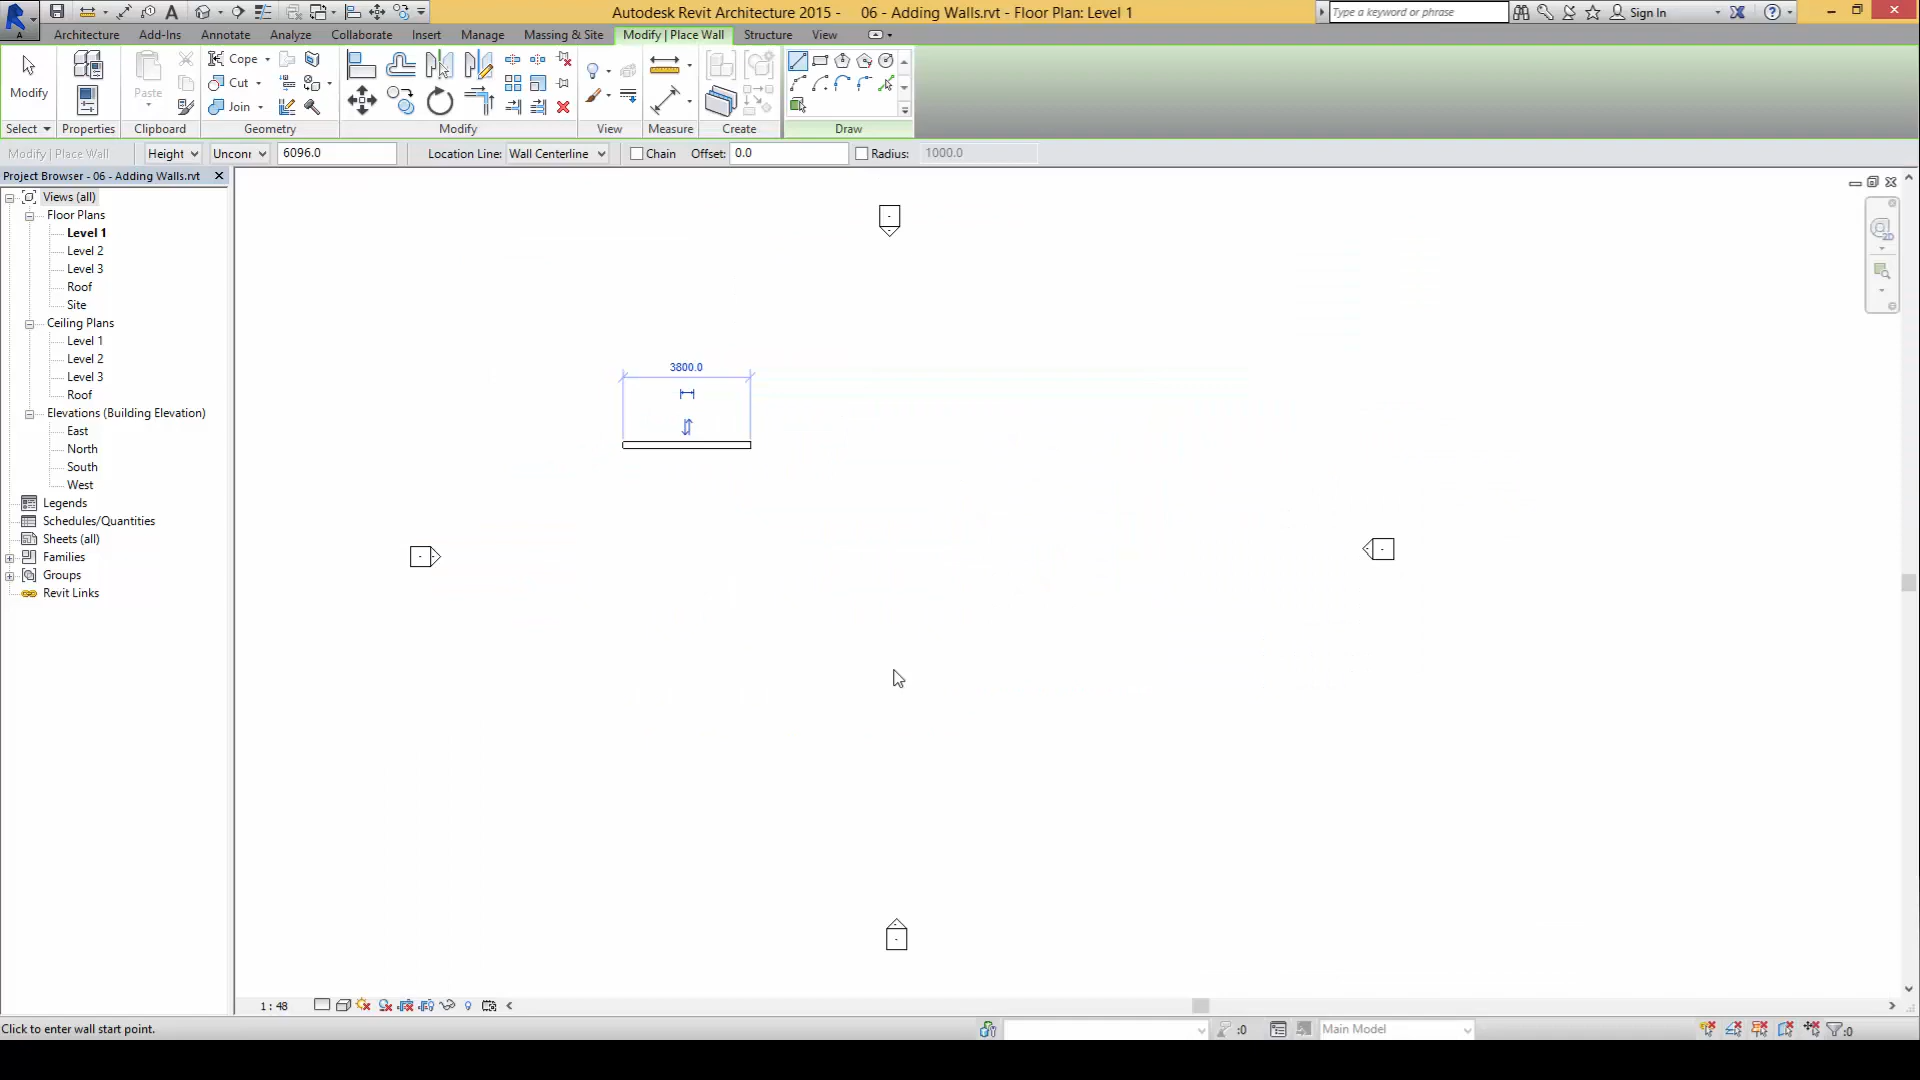 Autodesk Revit Architecture 2015 - 06 - Adding Walls.rvt - Floor Plan: Level 1
Type a keyword or phrase
Sign In
Architecture Add-Ins Annotate Analyze Collaborate Insert Manage Massing & Site Modify | Place Wall Structure View
Modify
Paste
Cope
Cut
Join
Select Properties Clipboard Geometry Modify View Measure Create Draw
Modify | Place Wall Height Unconr 6096.0 Location Line: Wall Centerline Chain Offset: 0.0 Radius: 1000.0
Project Browser - 06 - Adding Walls.rvt
Views (all)
Floor Plans
Level 1
Level 2
Level 3
Roof
Site
Ceiling Plans
Level 1
Level 2
Level 3
Roof
Elevations (Building Elevation)
East
North
South
West
Legends
Schedules/Quantities
Sheets (all)
Families
Groups
Revit Links
2D
3800.0
1 : 48
Click to enter wall start point.
:0
Main Model
:0